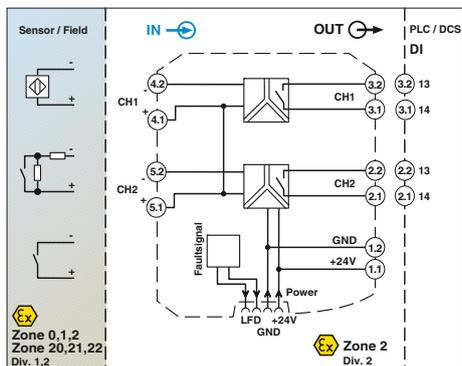 Sensor / Field
IN
OUT
PLC / DCS
DI
-
+
4.2
-
CH1
+
4.1
3.2
3.2 13
CH1
3.1
3.1 14
-
+
5.2
-
CH2
+
5.1
2.2
2.2 13
CH2
2.1
2.1 14
-
+
Faultsignal
GND
1.2
+24V
1.1
Power
LFD +24V
GND
Ex
Zone 0,1,2
Zone 20,21,22
Div. 1,2
Ex
Zone 2
Div. 2